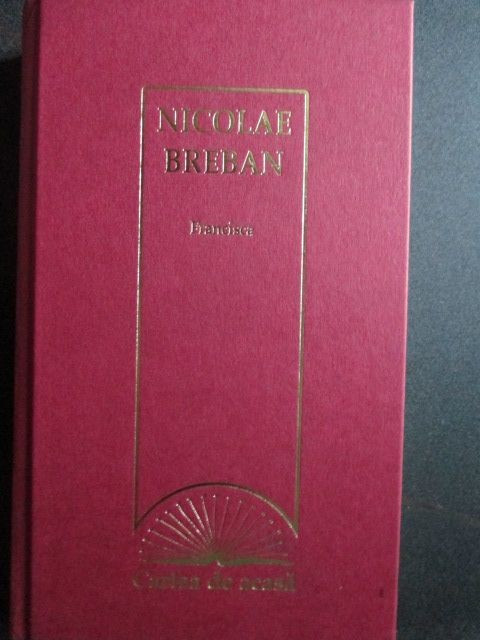 NICOLAE
BREBAN
Francisca
Cartea de acasă